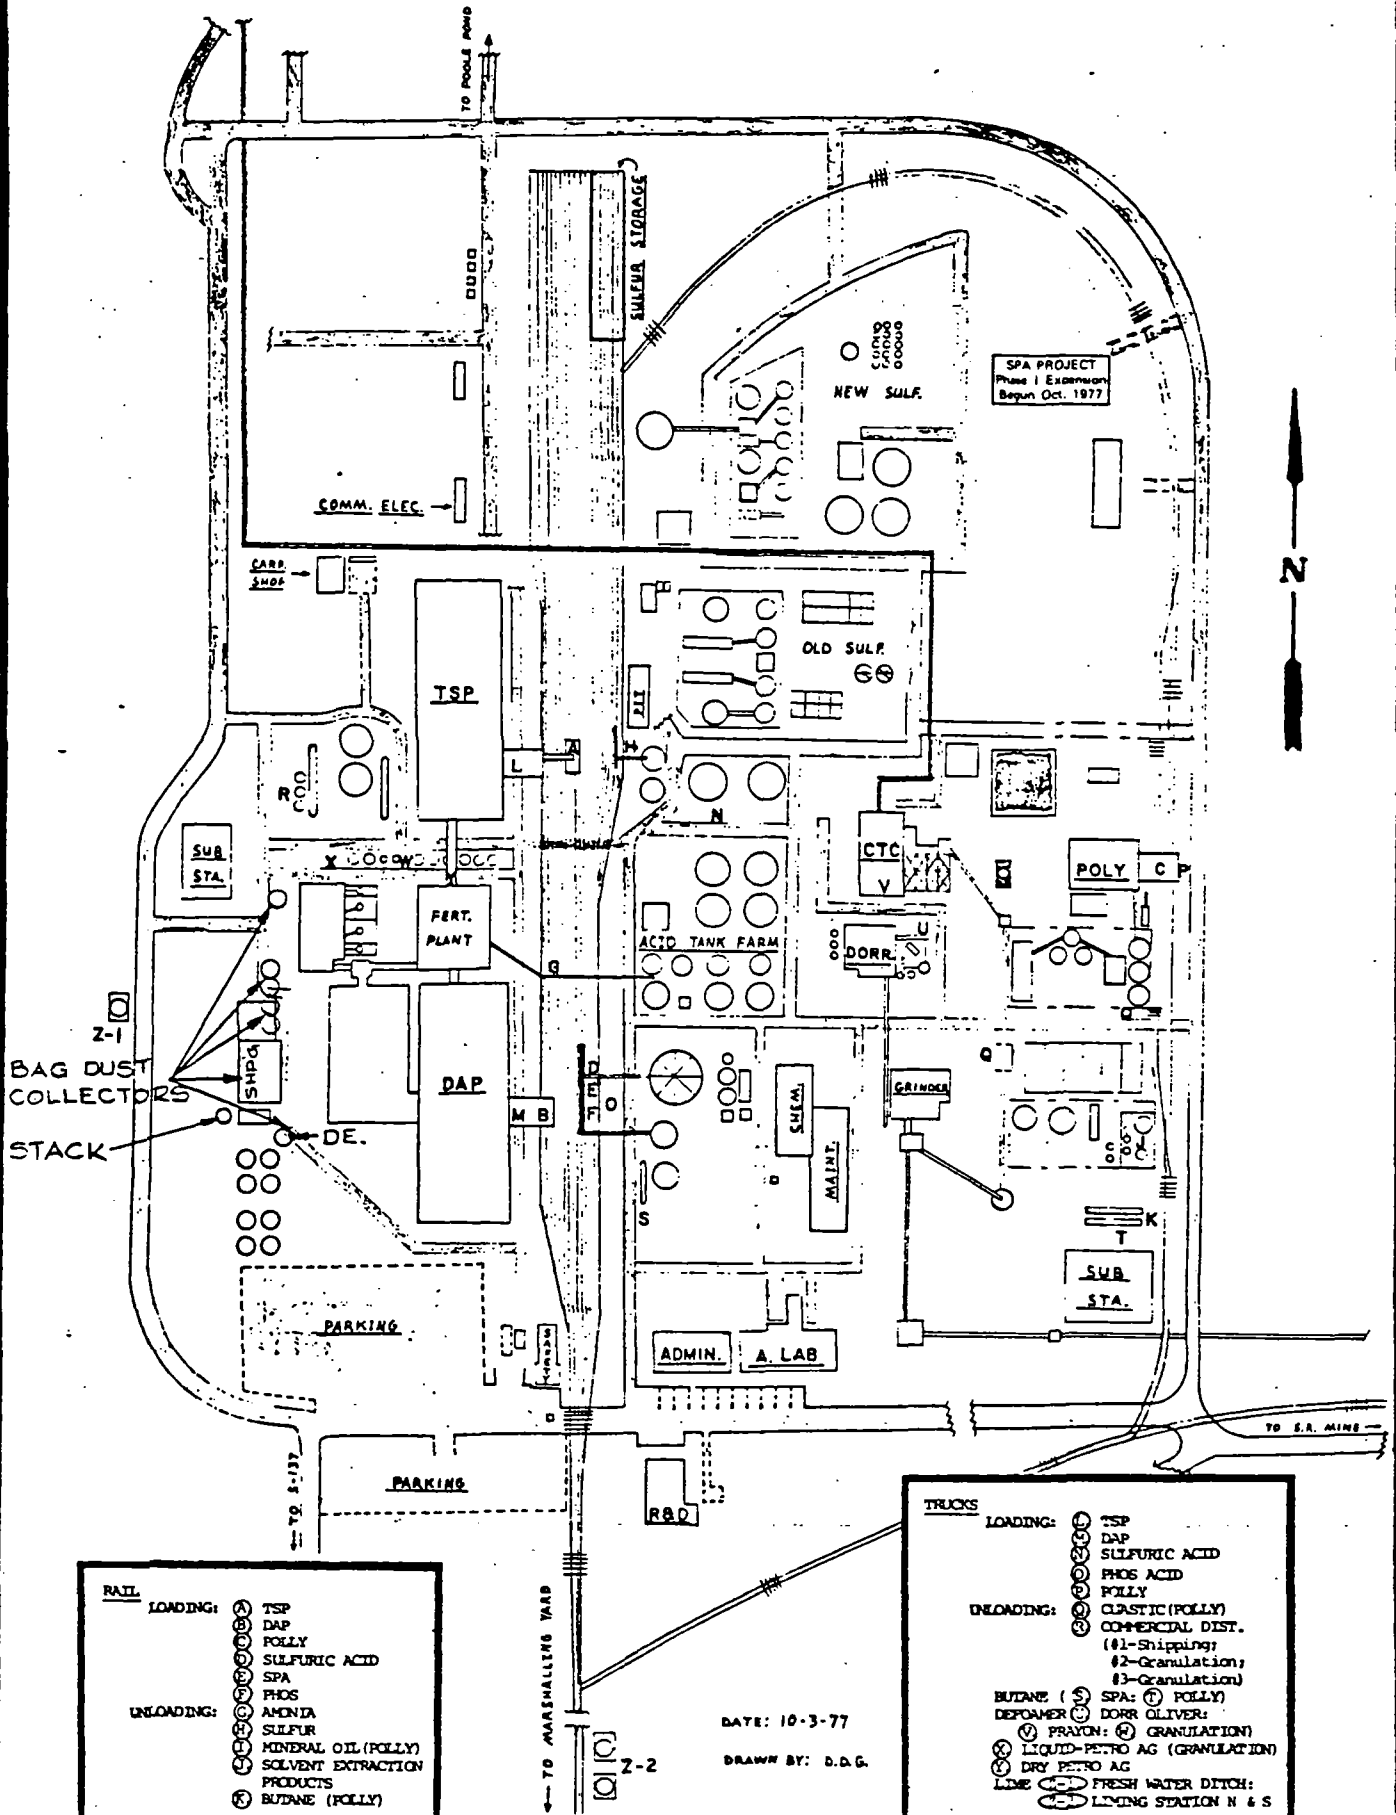 TO POOLE POND
SULFUR STORAGE
SPA PROJECT
Phase I Expansion
Begun Oct. 1977
NEW SULF.
COMM. ELEC.
CARP.
SHOP
N
OLD SULF.
TSP
PIT
A
H
L
R
N
SUB
STA.
X
W
CTC
V
POLY
C
P
FERT.
PLANT
ACID TANK FARM
U
DORR.
G
Z-1
BAG DUST
COLLECTORS
SHPG
DAP
D
E
F
O
Q
GRINDER
M B
CHEM.
MAINT.
STACK
DE.
S
K
T
SUB
STA.
PARKING
ADMIN.
A. LAB
TO S.R. MINE
TO S-137
PARKING
R&D
TO MARSHALLING YARD
Z-2
DATE: 10-3-77
DRAWN BY: D.D.G.
RAIL
LOADING: A TSP
B DAP
C POLLY
D SULFURIC ACID
E SPA
F PHOS
UNLOADING: G AMONIA
H SULFUR
I MINERAL OIL (POLLY)
J SOLVENT EXTRACTION
PRODUCTS
K BUTANE (POLLY)
TRUCKS
LOADING: L TSP
M DAP
N SULFURIC ACID
O PHOS ACID
P POLLY
UNLOADING: Q CLASTIC (POLLY)
R COMMERCIAL DIST.
(#1-Shipping;
#2-Granulation;
#3-Granulation)
BUTANE (S SPA: T POLLY)
DEFOAMER U DORR OLIVER:
V PRAYON: W GRANULATION)
X LIQUID-PETRO AG (GRANULATION)
Y DRY PETRO AG
LIME Z-1 FRESH WATER DITCH:
LIMING STATION N & S